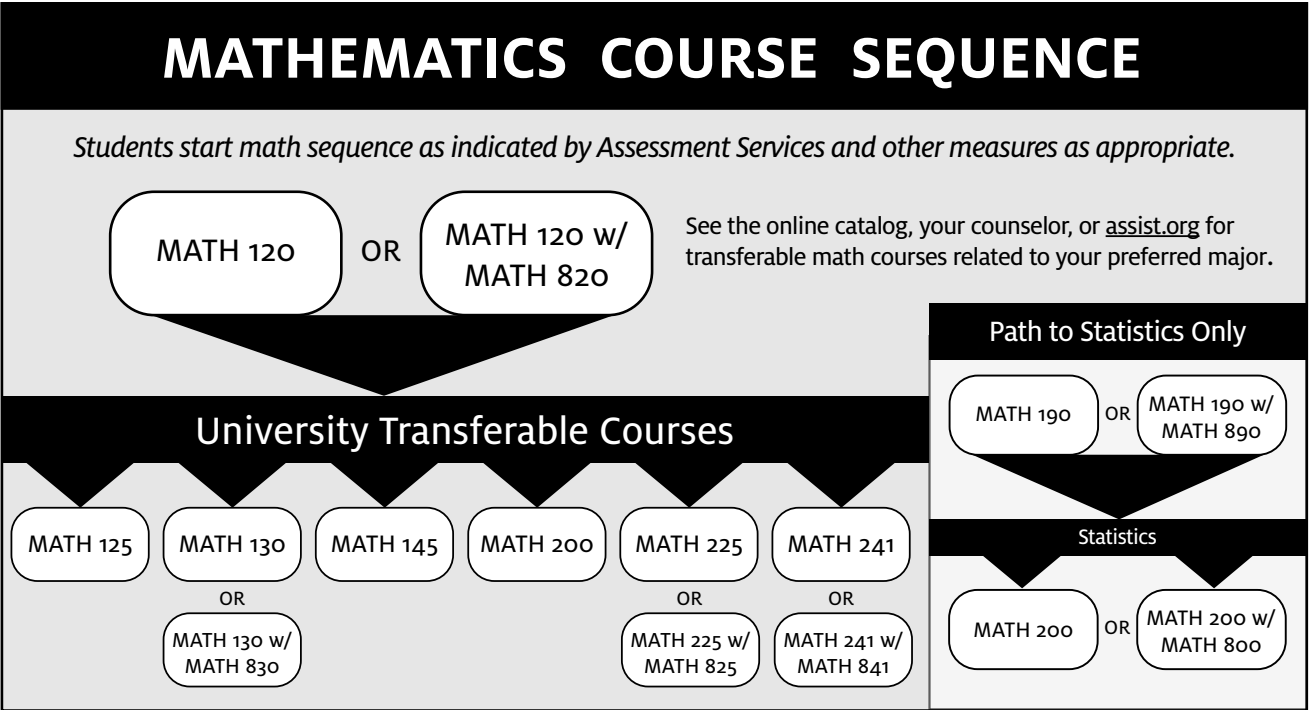 MATHEMATICS COURSE SEQUENCE
Students start math sequence as indicated by Assessment Services and other measures as appropriate.
MATH 120
OR
MATH 120 w/
MATH 820
See the online catalog, your counselor, or assist.org for
transferable math courses related to your preferred major.
University Transferable Courses
MATH 125
MATH 130
OR
MATH 130 w/
MATH 830
MATH 145
MATH 200
MATH 225
OR
MATH 225 w/
MATH 825
MATH 241
OR
MATH 241 w/
MATH 841
Path to Statistics Only
MATH 190
OR
MATH 190 w/
MATH 890
Statistics
MATH 200
OR
MATH 200 w/
MATH 800